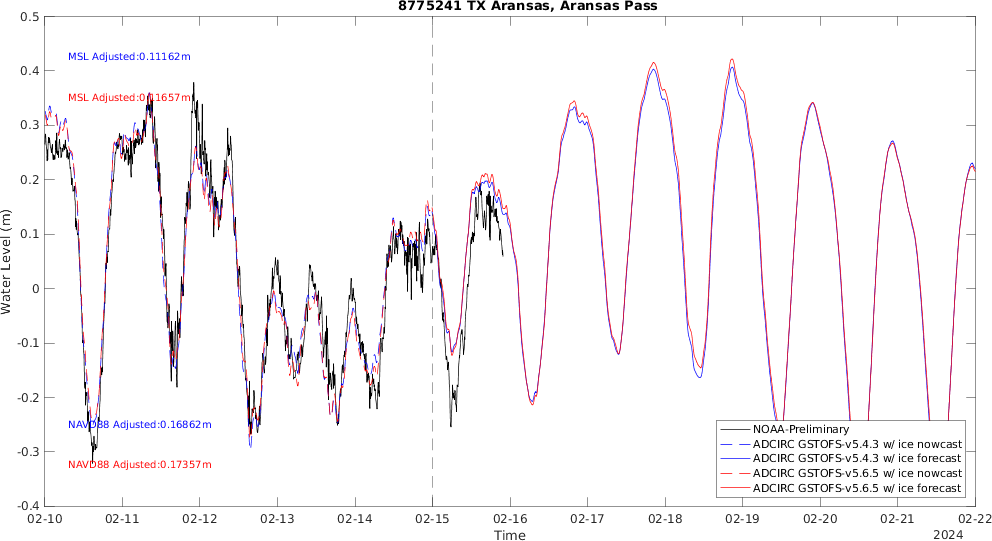 8775241 TX Aransas, Aransas Pass
0.5
0.4
0.3
0.2
0.1
0
-0.1
-0.2
-0.3
-0.4
Water Level (m)
MSL Adjusted:0.11162m
MSL Adjusted:0.11657m
NAVD88 Adjusted:0.16862m
NAVD88 Adjusted:0.17357m
NOAA-Preliminary
ADCIRC GSTOFS-v5.4.3 w/ ice nowcast
ADCIRC GSTOFS-v5.4.3 w/ ice forecast
ADCIRC GSTOFS-v5.6.5 w/ ice nowcast
ADCIRC GSTOFS-v5.6.5 w/ ice forecast
02-10 02-11 02-12 02-13 02-14 02-15 02-16 02-17 02-18 02-19 02-20 02-21 02-22
Time
2024